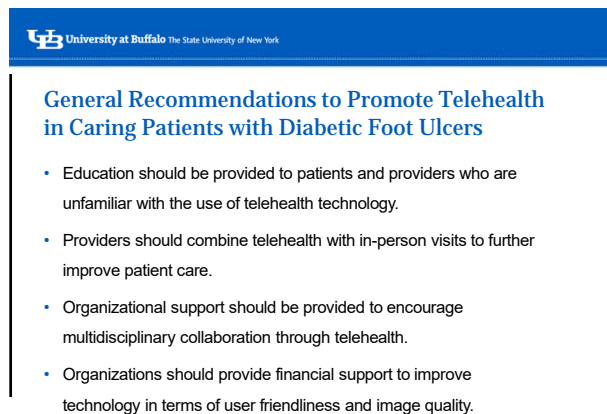 University at Buffalo The State University of New York
General Recommendations to Promote Telehealth
in Caring Patients with Diabetic Foot Ulcers
• Education should be provided to patients and providers who are
unfamiliar with the use of telehealth technology.
• Providers should combine telehealth with in-person visits to further
improve patient care.
• Organizational support should be provided to encourage
multidisciplinary collaboration through telehealth.
• Organizations should provide financial support to improve
technology in terms of user friendliness and image quality.